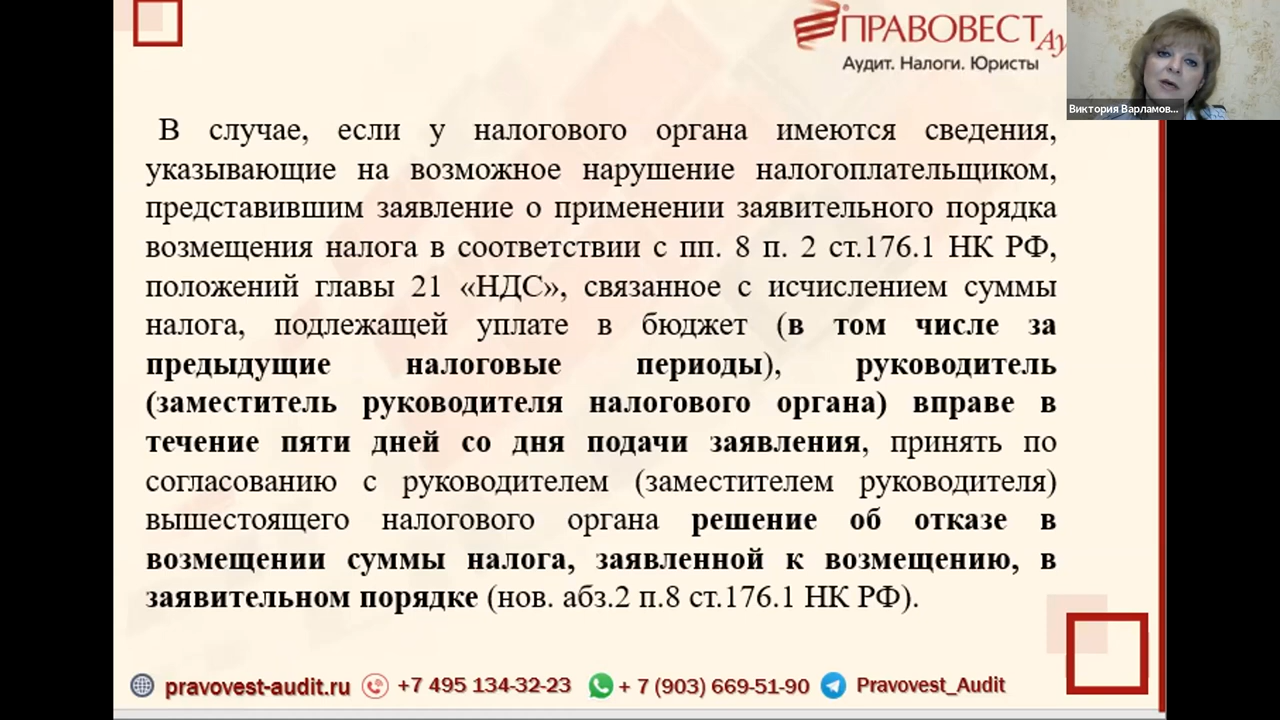 ПРАВОВЕСТ Ау
Аудит. Налоги. Юристы
Виктория Варламов...
В случае, если у налогового органа имеются сведения,
указывающие на возможное нарушение налогоплательщиком,
представившим заявление о применении заявительного порядка
возмещения налога в соответствии с пп. 8 п. 2 ст.176.1 НК РФ,
положений главы 21 «НДС», связанное с исчислением суммы
налога, подлежащей уплате в бюджет (в том числе за
предыдущие налоговые периоды), руководитель
(заместитель руководителя налогового органа) вправе в
течение пяти дней со дня подачи заявления, принять по
согласованию с руководителем (заместителем руководителя)
вышестоящего налогового органа решение об отказе в
возмещении суммы налога, заявленной к возмещению, в
заявительном порядке (нов. абз.2 п.8 ст.176.1 НК РФ).
pravovest-audit.ru +7 495 134-32-23 + 7 (903) 669-51-90 Pravovest_Audit